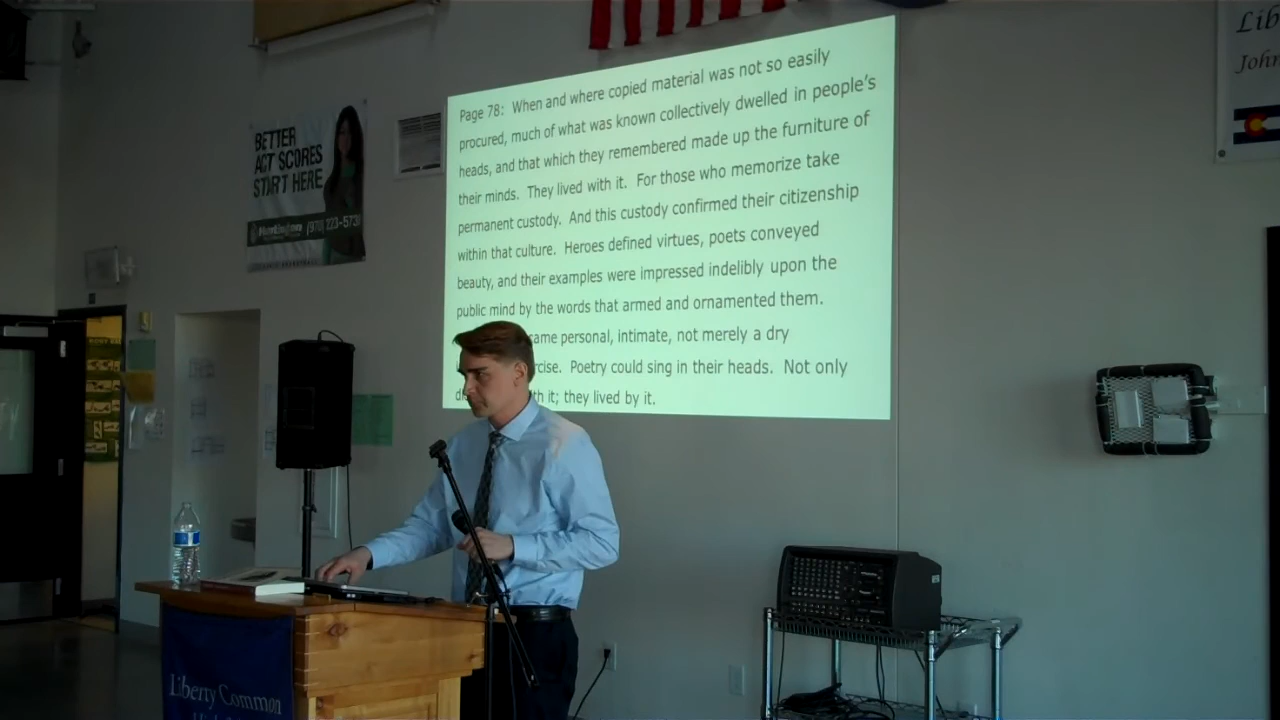 Page 78: When and where copied material was not so easily
procured, much of what was known collectively dwelled in people's
heads, and that which they remembered made up the furniture of
their minds. They lived with it. For those who memorize take
permanent custody. And this custody confirmed their citizenship
within that culture. Heroes defined virtues, poets conveyed
beauty, and their examples were impressed indelibly upon the
public mind by the words that armed and ornamented them.
ame personal, intimate, not merely a dry
rcise. Poetry could sing in their heads. Not only
th it; they lived by it.
BETTER
ACT SCORES
START HERE
(970) 223-573
Lib
John
Liberty Common